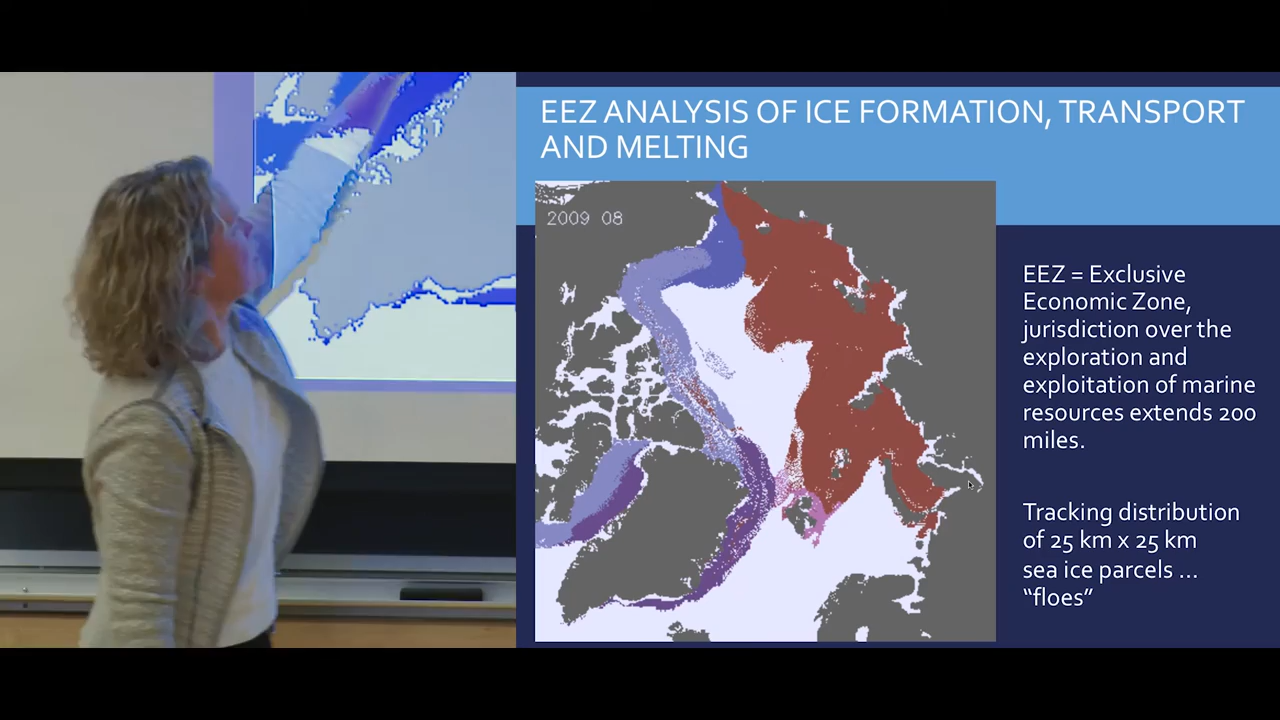 EEZ ANALYSIS OF ICE FORMATION, TRANSPORT
AND MELTING
2009 08
EEZ = Exclusive
Economic Zone,
jurisdiction over the
exploration and
exploitation of marine
resources extends 200
miles.
Tracking distribution
of 25 km x 25 km
sea ice parcels ...
“floes”